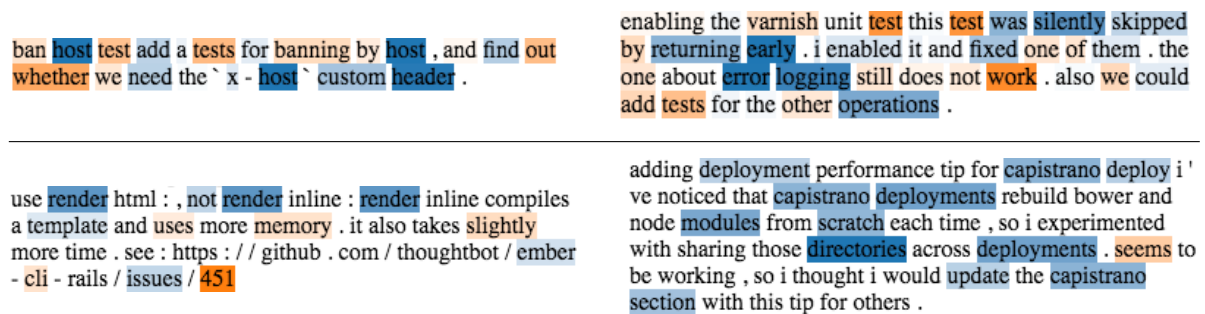 ban host test add a tests for banning by host , and find out
whether we need the ` x - host ` custom header .
enabling the varnish unit test this test was silently skipped
by returning early . i enabled it and fixed one of them . the
one about error logging still does not work . also we could
add tests for the other operations .
use render html : , not render inline : render inline compiles
a template and uses more memory . it also takes slightly
more time . see : https : / / github . com / thoughtbot / ember
- cli - rails / issues / 451
adding deployment performance tip for capistrano deploy i '
ve noticed that capistrano deployments rebuild bower and
node modules from scratch each time , so i experimented
with sharing those directories across deployments . seems to
be working , so i thought i would update the capistrano
section with this tip for others .